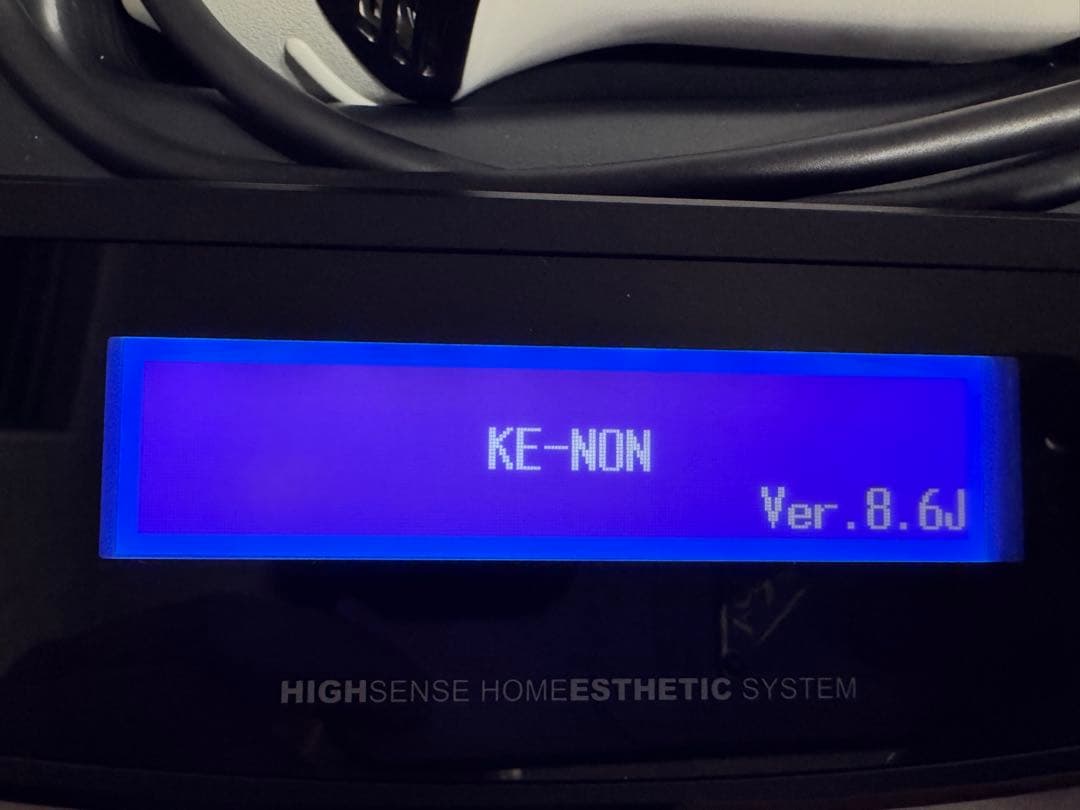 KE-NON
Ver.8.6J
HIGHSENSE HOMEESTHETIC SYSTEM